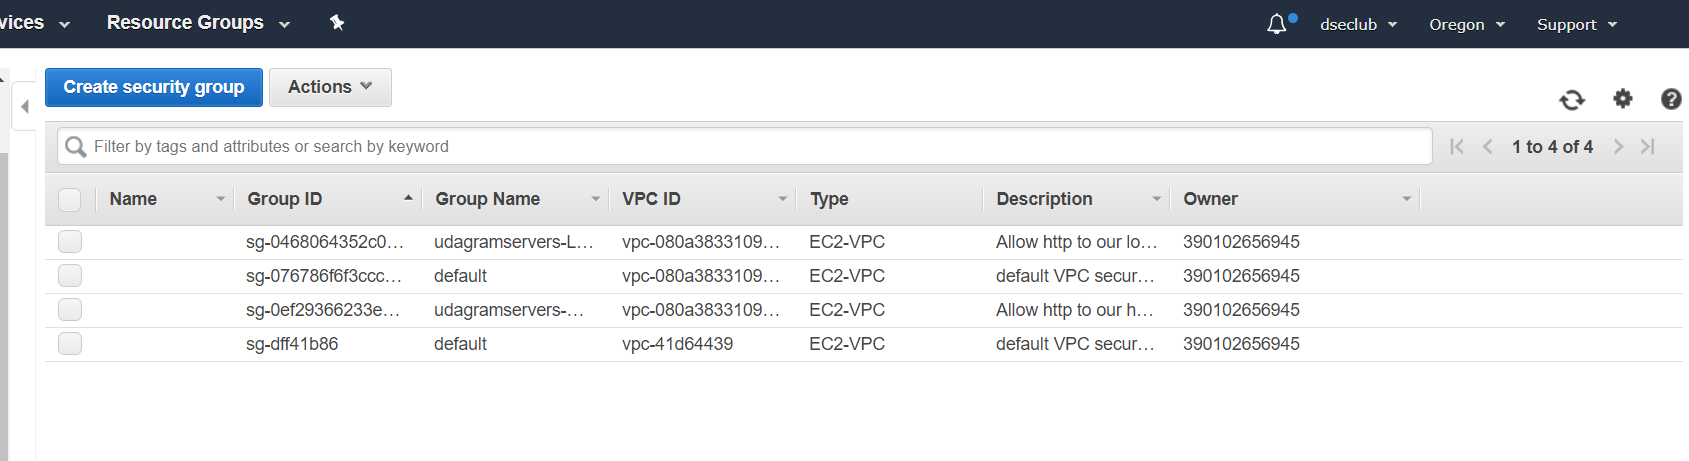 vices Resource Groups dseclub Oregon Support
Create security group Actions
Filter by tags and attributes or search by keyword 1 to 4 of 4
Name Group ID Group Name VPC ID Type Description Owner
sg-0468064352c0... udagramservers-L... vpc-080a3833109... EC2-VPC Allow http to our lo... 390102656945
sg-076786f6f3ccc... default vpc-080a3833109... EC2-VPC default VPC secur... 390102656945
sg-0ef29366233e... udagramservers-... vpc-080a3833109... EC2-VPC Allow http to our h... 390102656945
sg-dff41b86 default vpc-41d64439 EC2-VPC default VPC secur... 390102656945